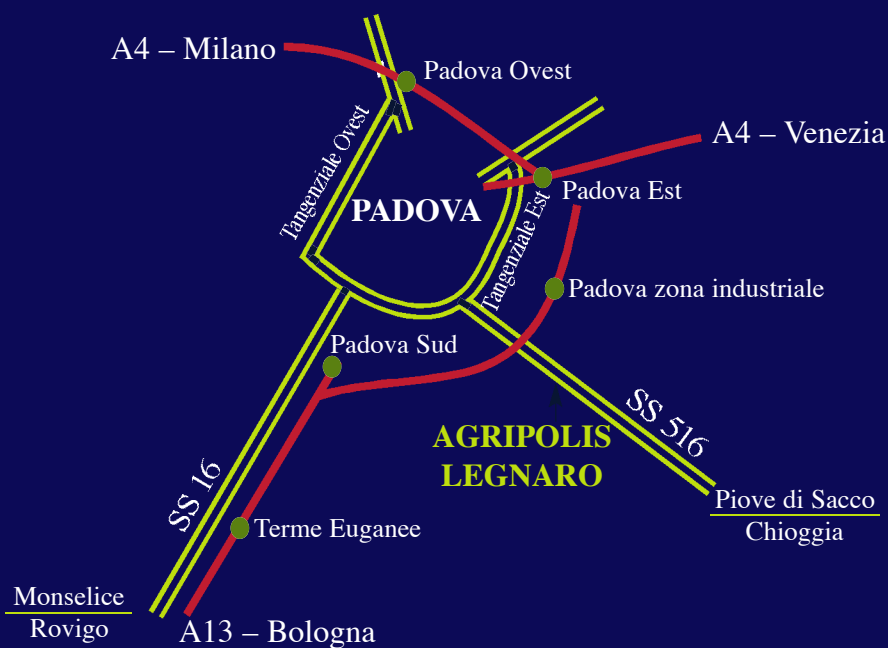 A4 – Milano
Padova Ovest
A4 – Venezia
Tangenziale Ovest
Padova Est
PADOVA
Tangenziale Est
Padova zona industriale
Padova Sud
SS 516
AGRIPOLIS
LEGNARO
SS 16
Piove di Sacco
Chioggia
Terme Euganee
Monselice
Rovigo
A13 – Bologna